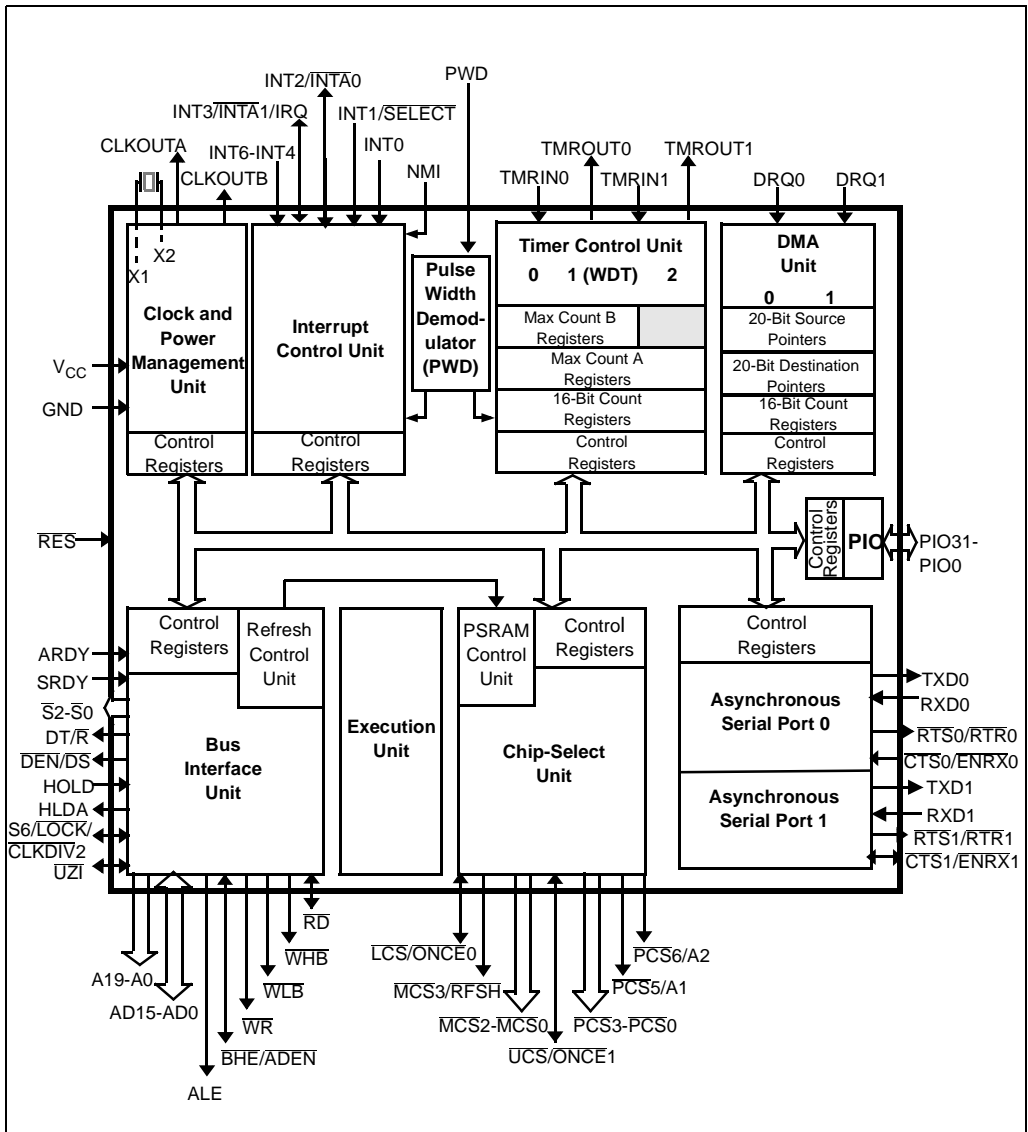 INT2/INTA0
PWD
INT3/INTA1/IRQ
INT1/SELECT
CLKOUTA
INT6-INT4
INT0
TMROUT0
TMROUT1
CLKOUTB
NMI
TMRIN0
TMRIN1
DRQ0
DRQ1
X2
X1
Clock and
Power
Management
Unit
Control
Registers
Interrupt
Control Unit
Control
Registers
Pulse
Width
Demod-
ulator
(PWD)
Timer Control Unit
0 1 (WDT) 2
Max Count B
Registers
Max Count A
Registers
16-Bit Count
Registers
Control
Registers
DMA
Unit
0 1
20-Bit Source
Pointers
20-Bit Destination
Pointers
16-Bit Count
Registers
Control
Registers
VCC
GND
RES
Control
Registers
PIO
PIO31-
PIO0
Control
Registers
Refresh
Control
Unit
Bus
Interface
Unit
Execution
Unit
PSRAM
Control
Unit
Control
Registers
Chip-Select
Unit
Control
Registers
Asynchronous
Serial Port 0
Asynchronous
Serial Port 1
ARDY
SRDY
S2-S0
DT/R
DEN/DS
HOLD
HLDA
S6/LOCK/
CLKDIV2
UZI
TXD0
RXD0
RTS0/RTR0
CTS0/ENRX0
TXD1
RXD1
RTS1/RTR1
CTS1/ENRX1
RD
WHB
WLB
WR
BHE/ADEN
ALE
A19-A0
AD15-AD0
LCS/ONCE0
MCS3/RFSH
MCS2-MCS0
UCS/ONCE1
PCS3-PCS0
PCS5/A1
PCS6/A2